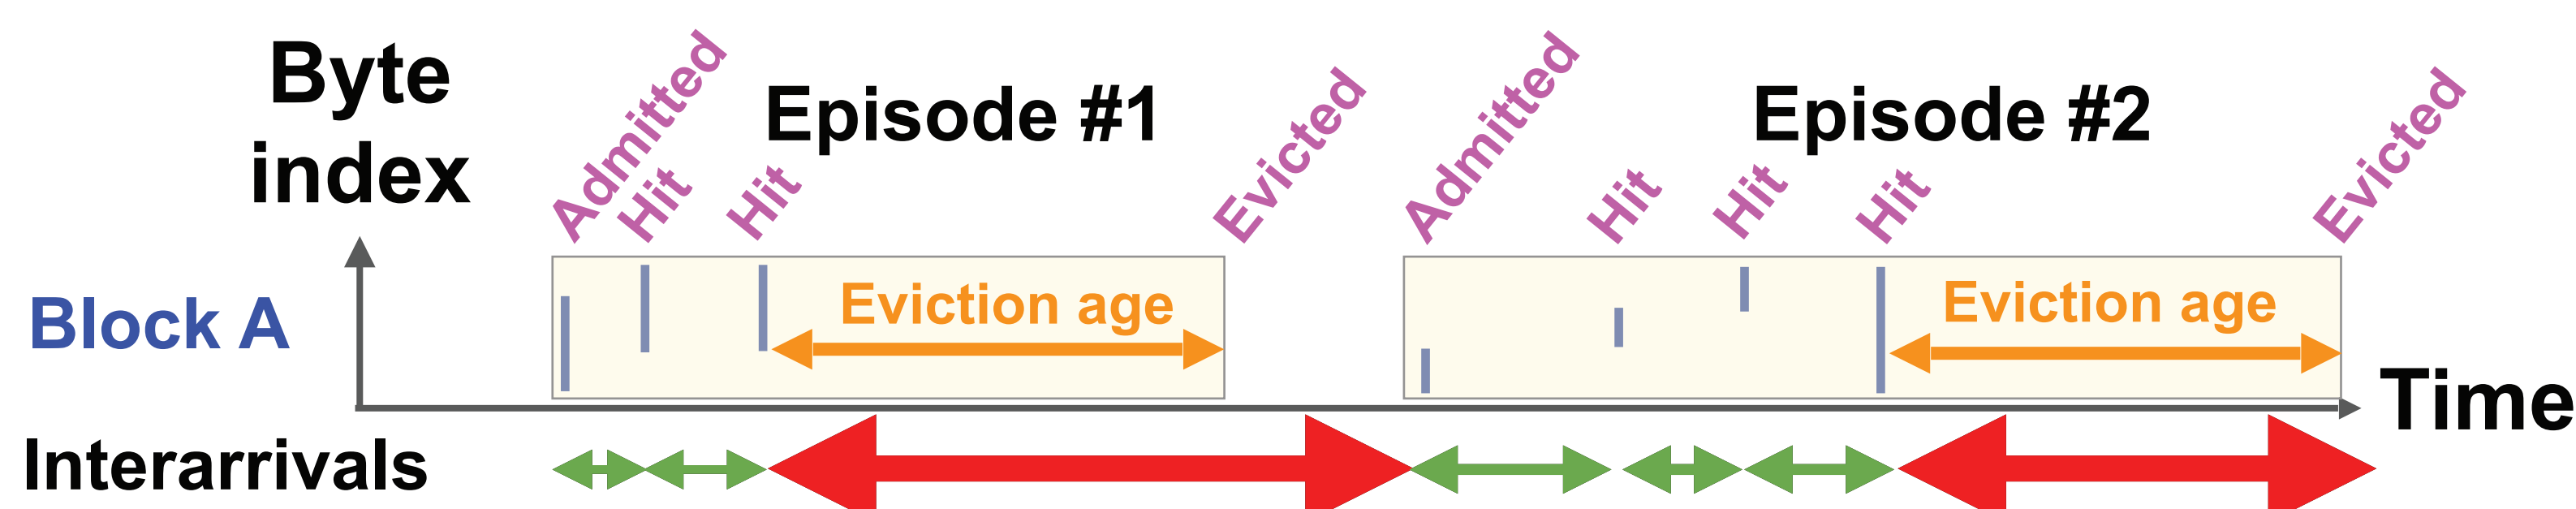 Byte
index
Admitted
Hit
Hit
Episode #1
Evicted
Admitted
Hit
Episode #2
Hit
Hit
Evicted
Block A
Eviction age
Eviction age
Time
Interarrivals